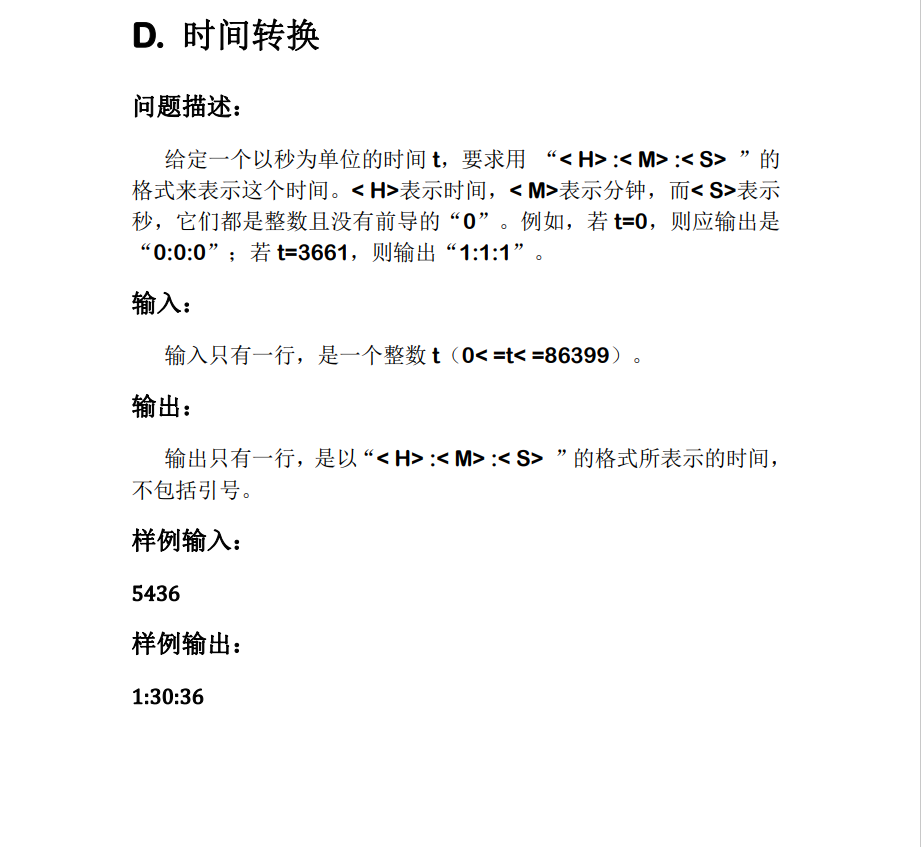 D. 时间转换
问题描述：
给定一个以秒为单位的时间 t，要求用 “< H> :< M> :< S> ”的
格式来表示这个时间。< H>表示时间，< M>表示分钟，而< S>表示
秒，它们都是整数且没有前导的“0”。例如，若 t=0，则应输出是
“0:0:0”；若 t=3661，则输出“1:1:1”。
输入：
输入只有一行，是一个整数 t（0< =t< =86399）。
输出：
输出只有一行，是以“< H> :< M> :< S> ”的格式所表示的时间，
不包括引号。
样例输入：
5436
样例输出：
1:30:36